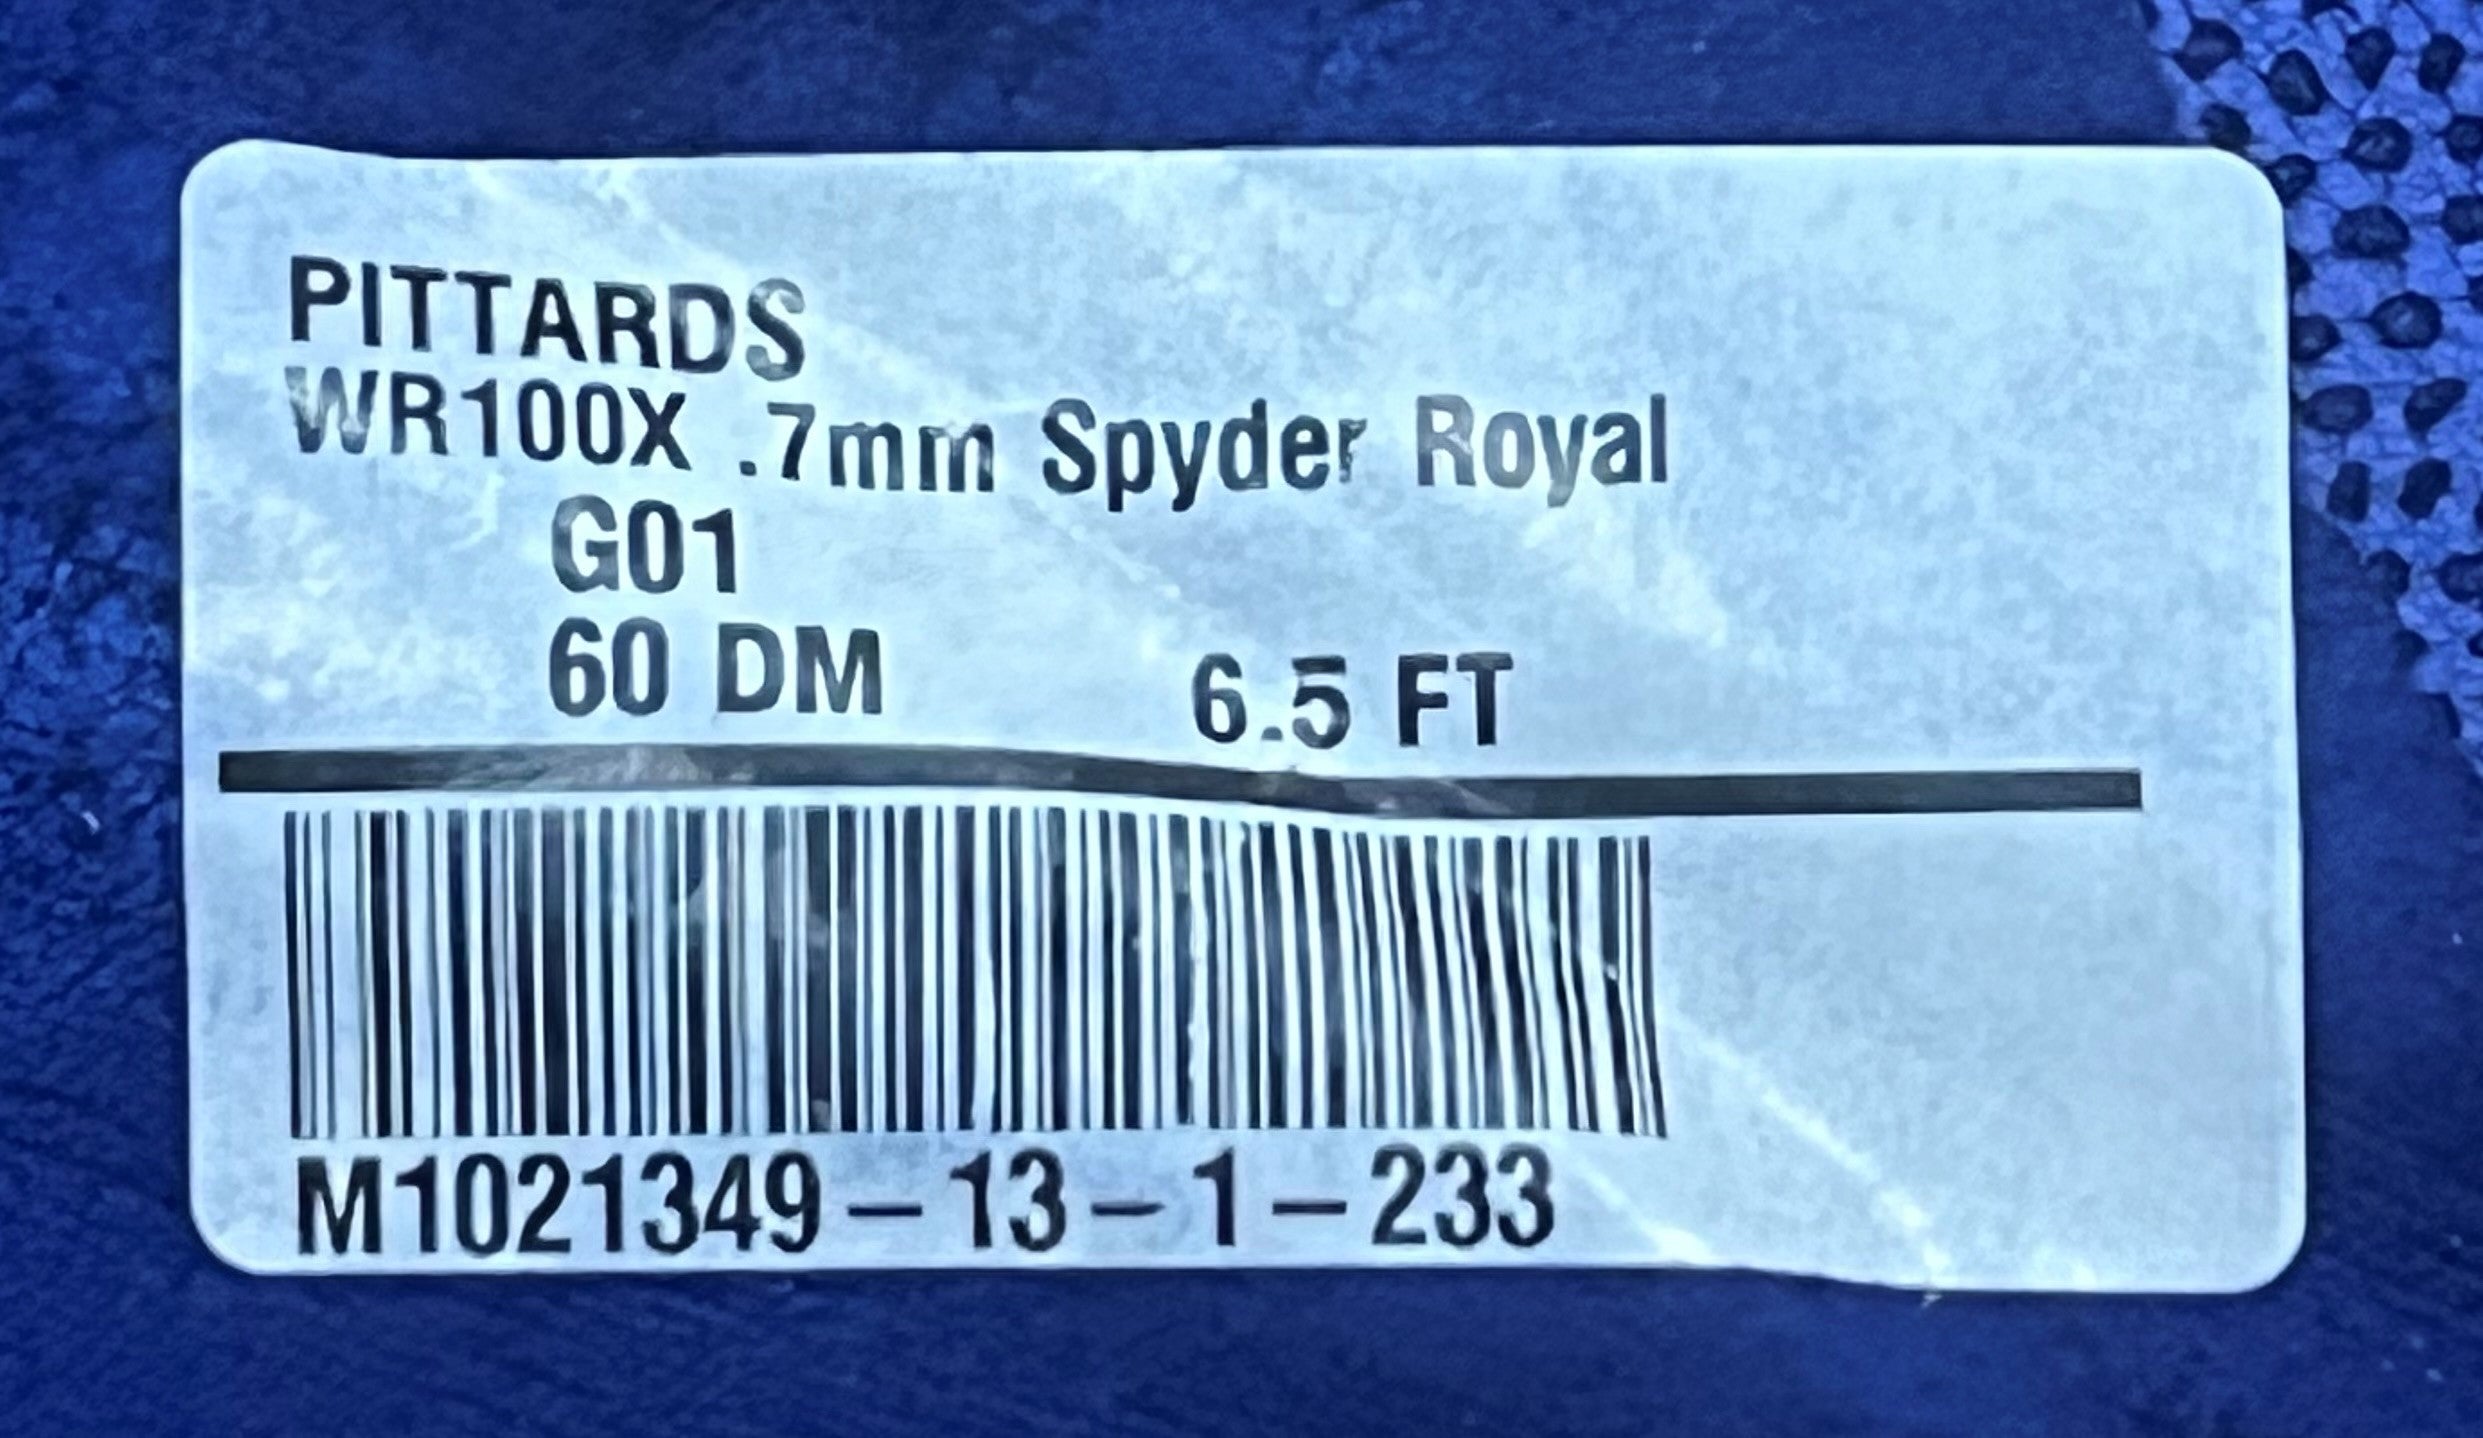 PITTARDS
WR100X .7mm Spyder Royal
G01
60 DM 6.5 FT
M1021349-13-1-233